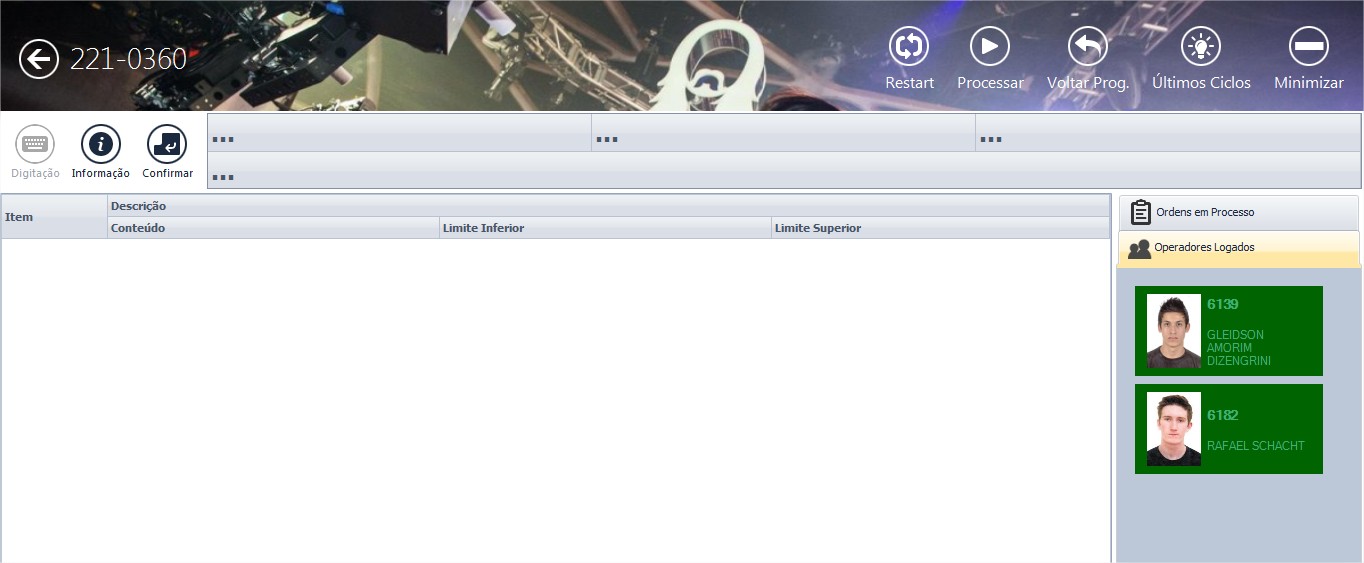 221-0360
Restart
Processar
Voltar Prog.
Últimos Ciclos
Minimizar
Digitação
Informação
Confirmar
...
...
...
...
Item
Descrição
Conteúdo
Limite Inferior
Limite Superior
Ordens em Processo
Operadores Logados
6139
GLEIDSON
AMORIM
DIZENGRINI
6182
RAFAEL SCHACHT